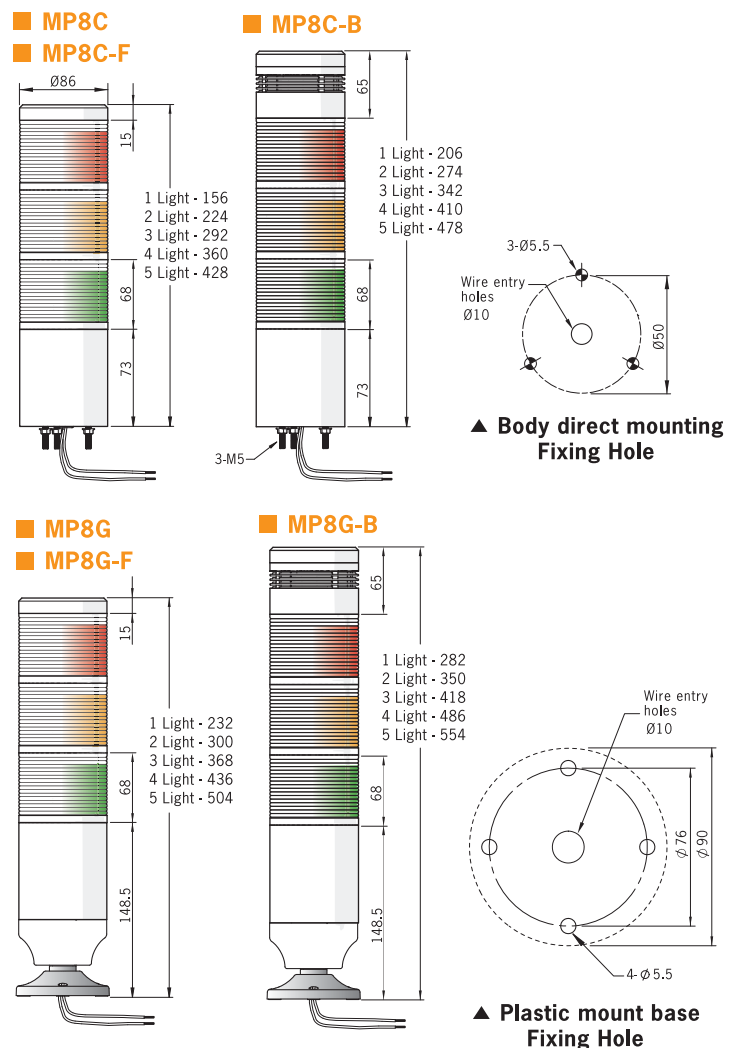 ■ MP8C
■ MP8C-F
Ø86
15
1 Light - 156
2 Light - 224
3 Light - 292
4 Light - 360
5 Light - 428
68
73
■ MP8C-B
65
1 Light - 206
2 Light - 274
3 Light - 342
4 Light - 410
5 Light - 478
68
73
3-M5
3-Ø5.5
Wire entry
holes
Ø10
Ø50
▲ Body direct mounting
Fixing Hole
■ MP8G
■ MP8G-F
15
1 Light - 232
2 Light - 300
3 Light - 368
4 Light - 436
5 Light - 504
68
148.5
■ MP8G-B
65
1 Light - 282
2 Light - 350
3 Light - 418
4 Light - 486
5 Light - 554
68
148.5
Wire entry
holes
Ø10
ø76
ø90
4-ø5.5
▲ Plastic mount base
Fixing Hole